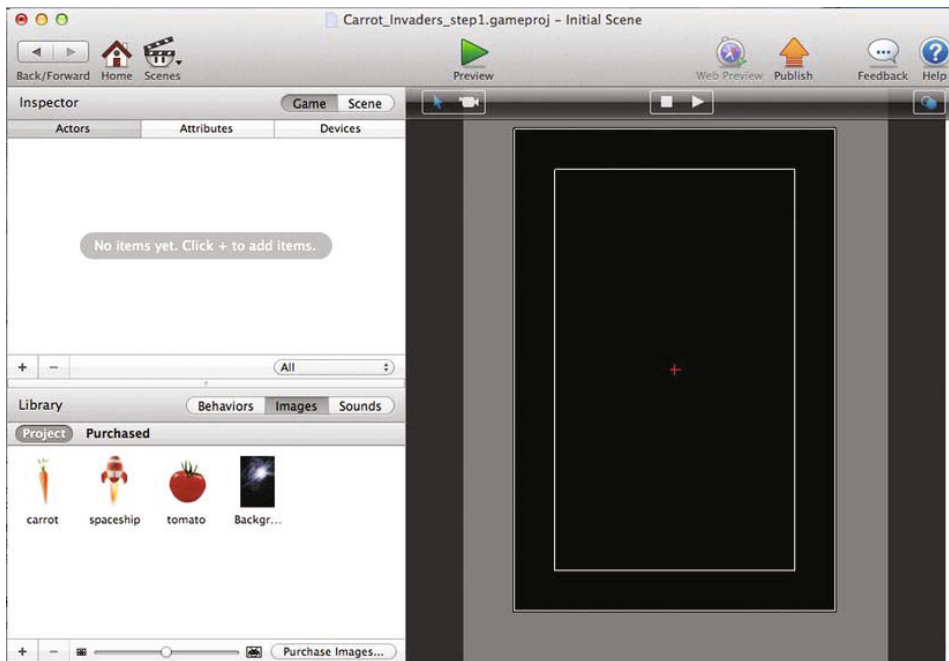 Carrot_Invaders_step1.gameproj – Initial Scene
Back/Forward Home Scenes Preview Web Preview Publish Feedback Help
Inspector Game Scene
Actors Attributes Devices
No items yet. Click + to add items.
+ − All
Library Behaviors Images Sounds
Project Purchased
carrot spaceship tomato Backgr...
+ − Purchase Images...